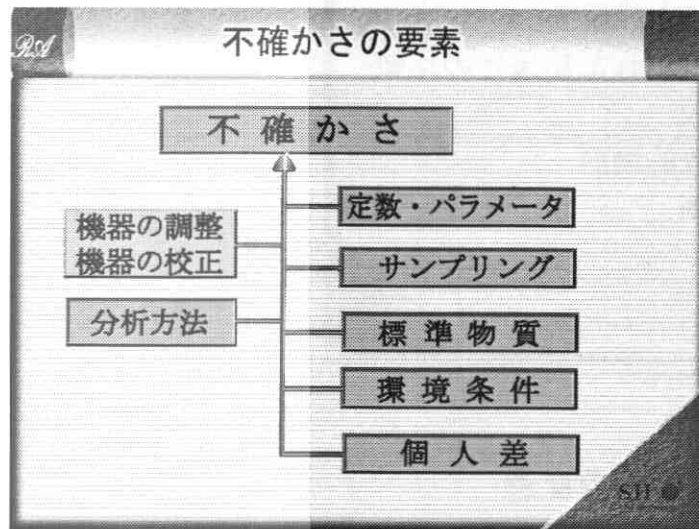 不確かさの要素
不確かさ
機器の調整
機器の校正
分析方法
定数・パラメータ
サンプリング
標準物質
環境条件
個人差